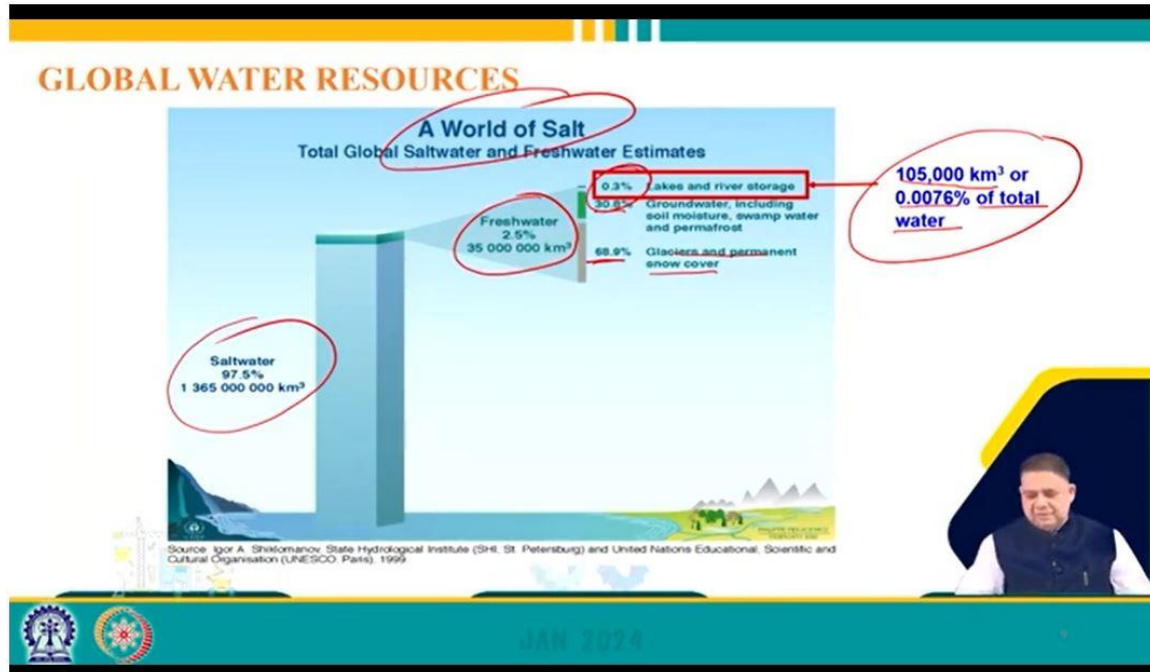 GLOBAL WATER RESOURCES
A World of Salt
Total Global Saltwater and Freshwater Estimates
0.3% Lakes and river storage
30.8% Groundwater, including
soil moisture, swamp water
and permafrost
68.9% Glaciers and permanent
snow cover
Freshwater
2.5%
35 000 000 km³
105,000 km³ or
0.0076% of total
water
Saltwater
97.5%
1 365 000 000 km³
Source: Igor A. Shiklomanov, State Hydrological Institute (SHI, St. Petersburg) and United Nations Educational, Scientific and
Cultural Organisation (UNESCO, Paris), 1999
JAN 2024